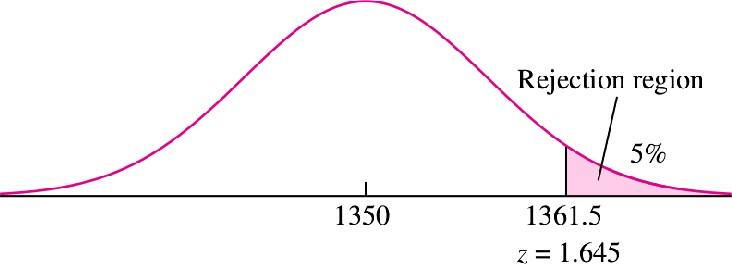 Rejection region
5%
1350
1361.5
z = 1.645